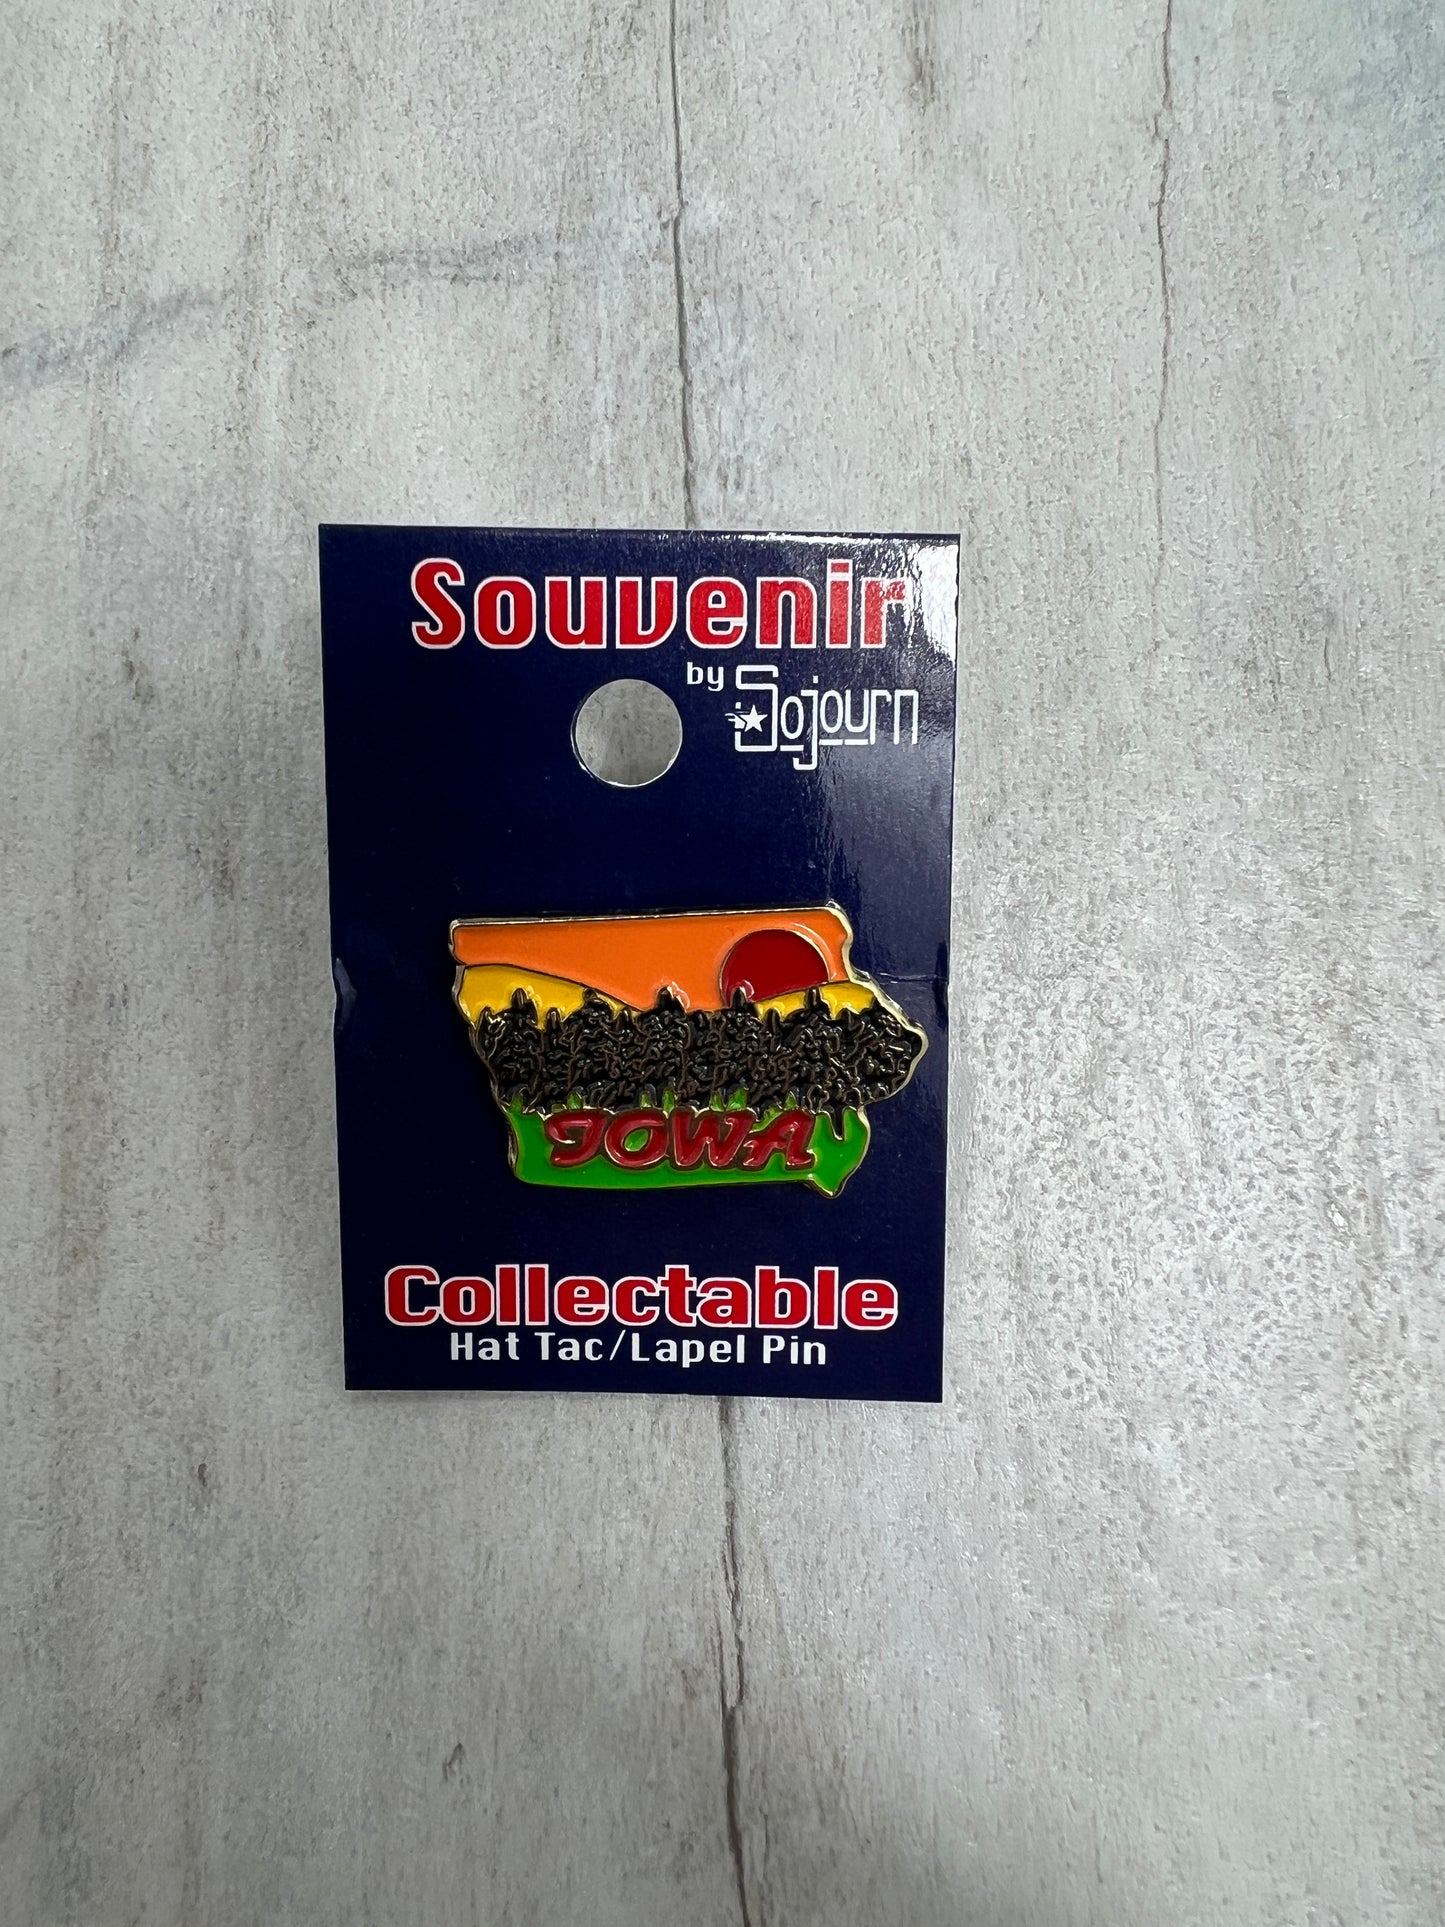 Souvenir
by Sojourn
IOWA
Collectable
Hat Tac/Lapel Pin